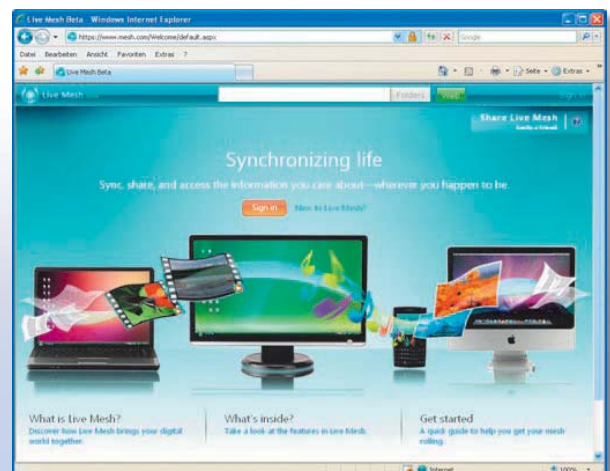 Live Mesh Beta - Windows Internet Explorer
https://www.mesh.com/Welcome/default.aspx
Google
Datei Bearbeiten Ansicht Favoriten Extras ?
Live Mesh Beta
Seite
Extras
Live Mesh
Folders
Help
Sign in
Share Live Mesh
Synchronizing life
Sync, share, and access the information you care about—wherever you happen to be.
Sign in
New to Live Mesh?
What is Live Mesh?
Discover how Live Mesh brings your digital
world together.
What's inside?
Take a look at the features in Live Mesh.
Get started
A quick guide to help you get your mesh
rolling.
Internet
100%